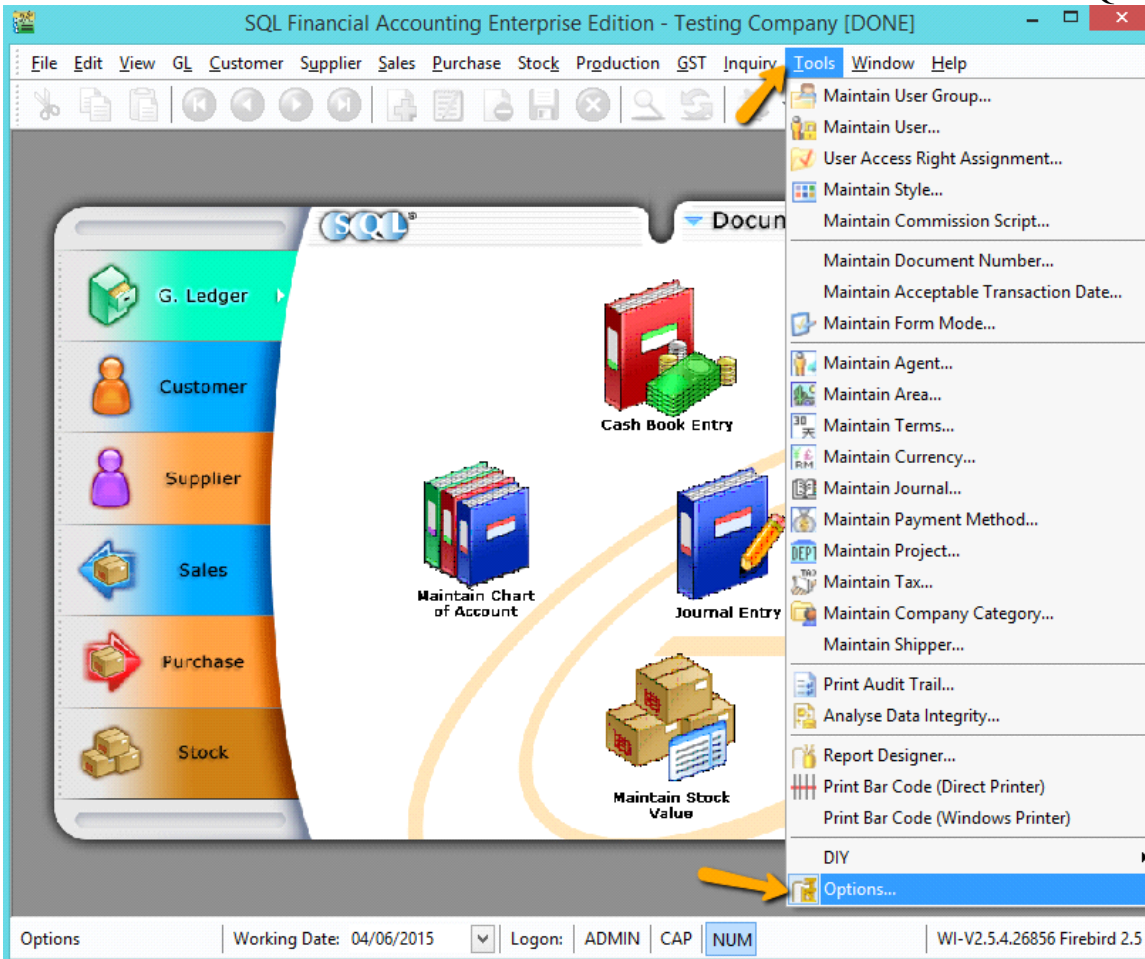 SQL Financial Accounting Enterprise Edition - Testing Company [DONE]
File Edit View GL Customer Supplier Sales Purchase Stock Production GST Inquiry Tools Window Help
Maintain User Group...
Maintain User...
User Access Right Assignment...
Maintain Style...
Maintain Commission Script...
Maintain Document Number...
Maintain Acceptable Transaction Date...
Maintain Form Mode...
Maintain Agent...
Maintain Area...
Maintain Terms...
Maintain Currency...
Maintain Journal...
Maintain Payment Method...
DEPT Maintain Project...
Maintain Tax...
Maintain Company Category...
Maintain Shipper...
Print Audit Trail...
Analyse Data Integrity...
Report Designer...
Print Bar Code (Direct Printer)
Print Bar Code (Windows Printer)
DIY
Options...
SQL®
Docum
G. Ledger
Customer
Supplier
Sales
Purchase
Stock
Cash Book Entry
Maintain Chart
of Account
Journal Entry
Maintain Stock
Value
Options Working Date: 04/06/2015 Logon: ADMIN CAP NUM WI-V2.5.4.26856 Firebird 2.5